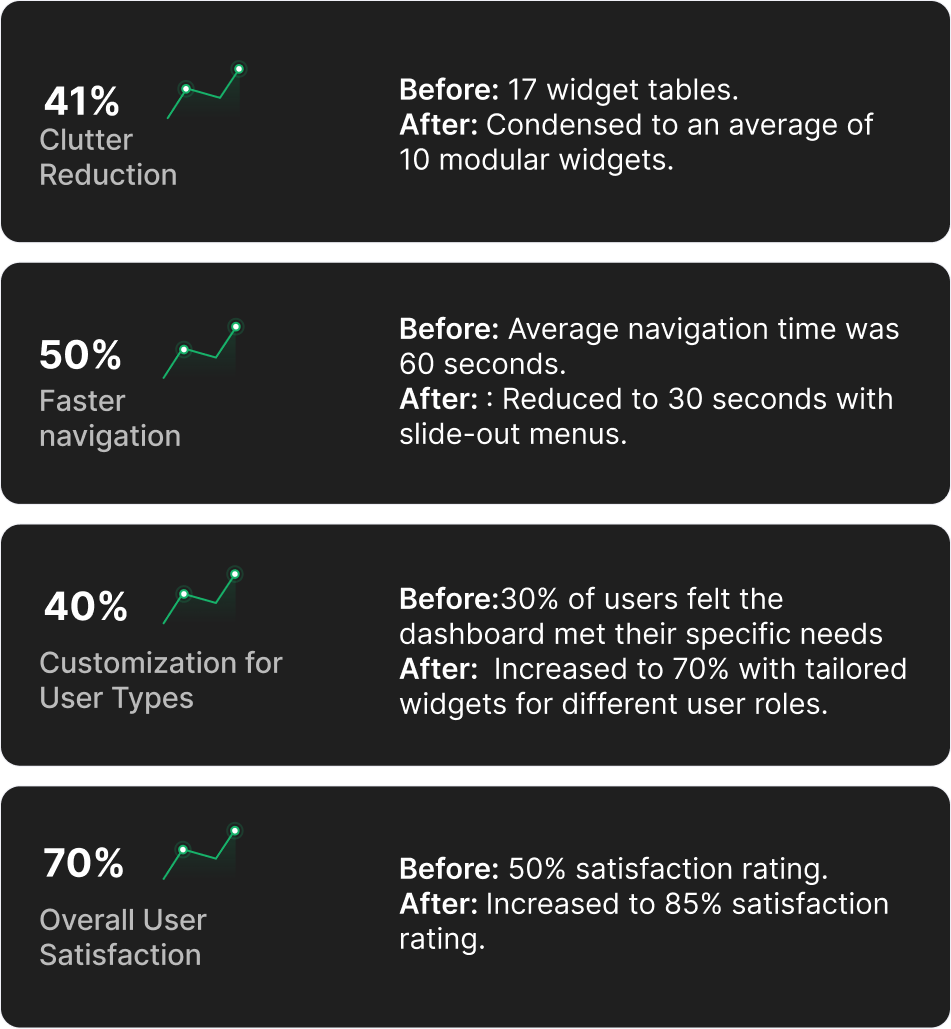 41%
Clutter
Reduction
Before: 17 widget tables.
After: Condensed to an average of
10 modular widgets.
50%
Faster
navigation
Before: Average navigation time was
60 seconds.
After: : Reduced to 30 seconds with
slide-out menus.
40%
Customization for
User Types
Before:30% of users felt the
dashboard met their specific needs
After:  Increased to 70% with tailored
widgets for different user roles.
70%
Overall User
Satisfaction
Before: 50% satisfaction rating.
After: Increased to 85% satisfaction
rating.